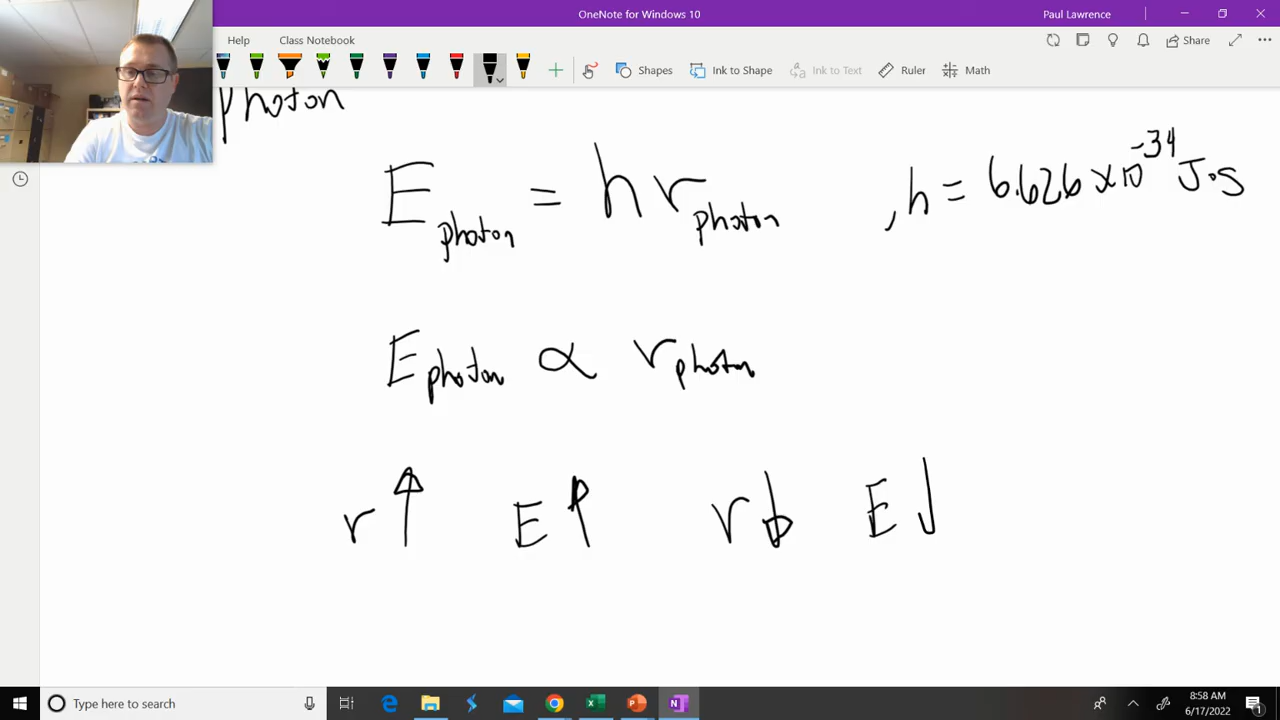 OneNote for Windows 10
Paul Lawrence
Help Class Notebook
Share
Shapes Ink to Shape Ink to Text Ruler Math
photon
E photon = hν photon , h = 6.626 x 10^-34 J·s
E photon ∝ ν photon
ν ↑ E ↑ ν ↓ E ↓
Type here to search
8:58 AM
6/17/2022
1